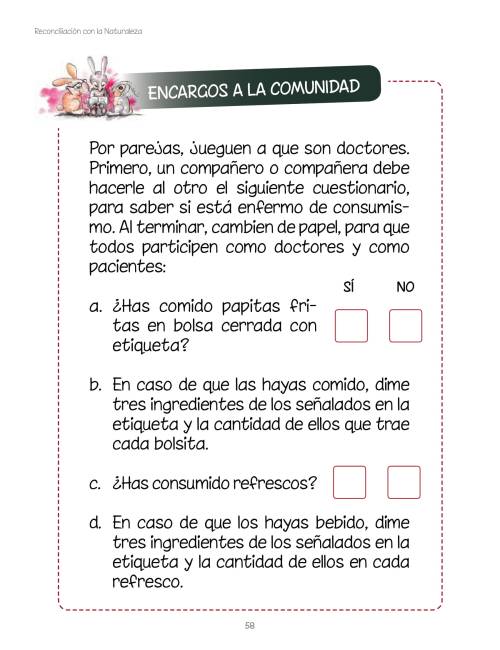 Reconciliación con la Naturaleza
ENCARGOS A LA COMUNIDAD
Por parejas, jueguen a que son doctores.
Primero, un compañero o compañera debe
hacerle al otro el siguiente cuestionario,
para saber si está enfermo de consumis-
mo. Al terminar, cambien de papel, para que
todos participen como doctores y como
pacientes:
SÍ NO
a. ¿Has comido papitas fri-
tas en bolsa cerrada con
etiqueta?
b. En caso de que las hayas comido, dime
tres ingredientes de los señalados en la
etiqueta y la cantidad de ellos que trae
cada bolsita.
c. ¿Has consumido refrescos?
d. En caso de que los hayas bebido, dime
tres ingredientes de los señalados en la
etiqueta y la cantidad de ellos en cada
refresco.
58